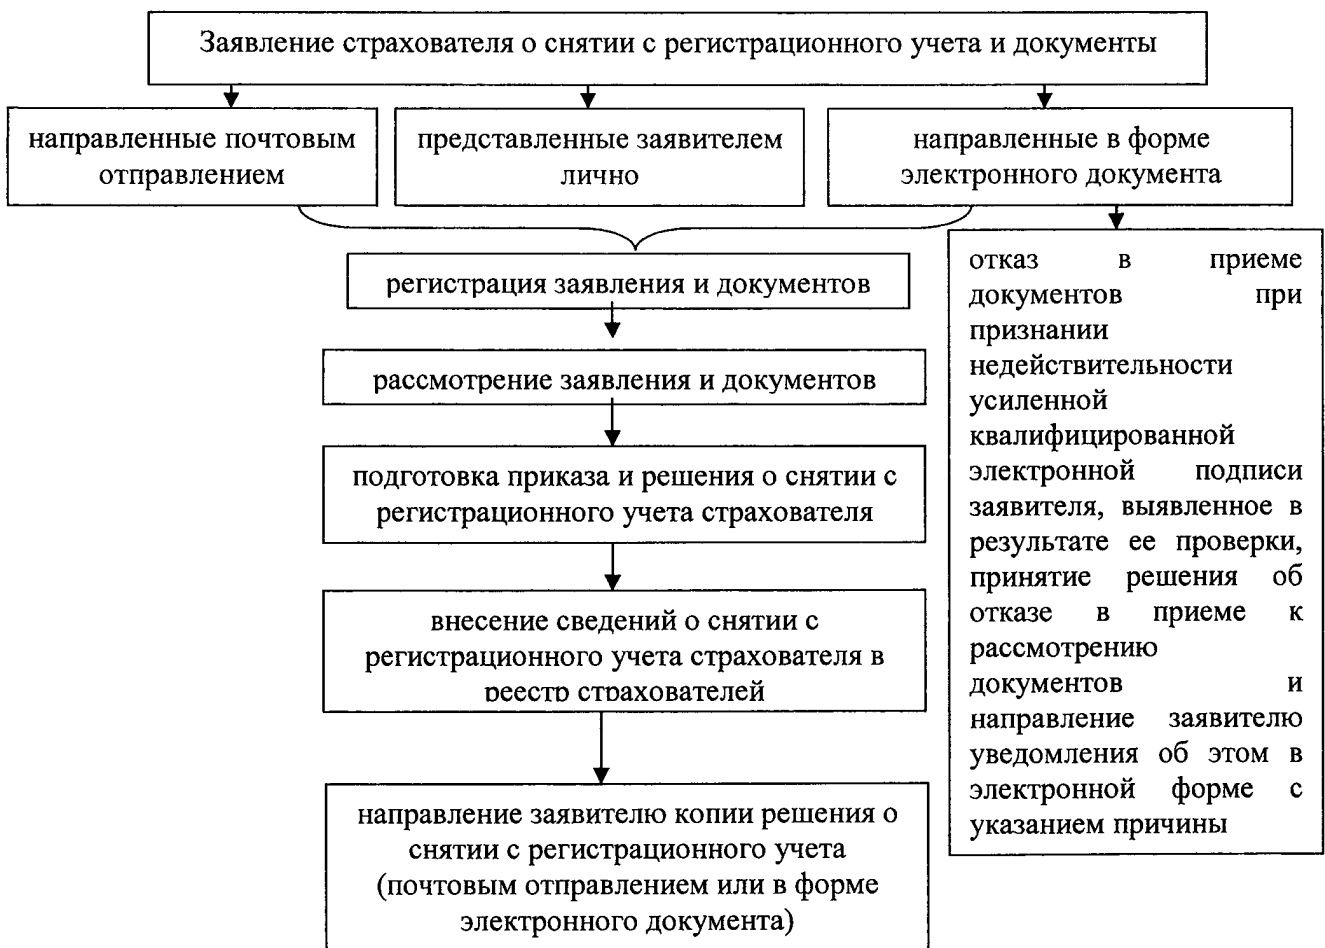 Заявление страхователя о снятии с регистрационного учета и документы
направленные почтовым
отправлением
представленные заявителем
лично
направленные в форме
электронного документа
регистрация заявления и документов
рассмотрение заявления и документов
подготовка приказа и решения о снятии с
регистрационного учета страхователя
внесение сведений о снятии с
регистрационного учета страхователя в
реестр страхователей
направление заявителю копии решения о
снятии с регистрационного учета
(почтовым отправлением или в форме
электронного документа)
отказ в приеме
документов при
признании
недействительности
усиленной
квалифицированной
электронной подписи
заявителя, выявленное в
результате ее проверки,
принятие решения об
отказе в приеме к
рассмотрению
документов и
направление заявителю
уведомления об этом в
электронной форме с
указанием причины